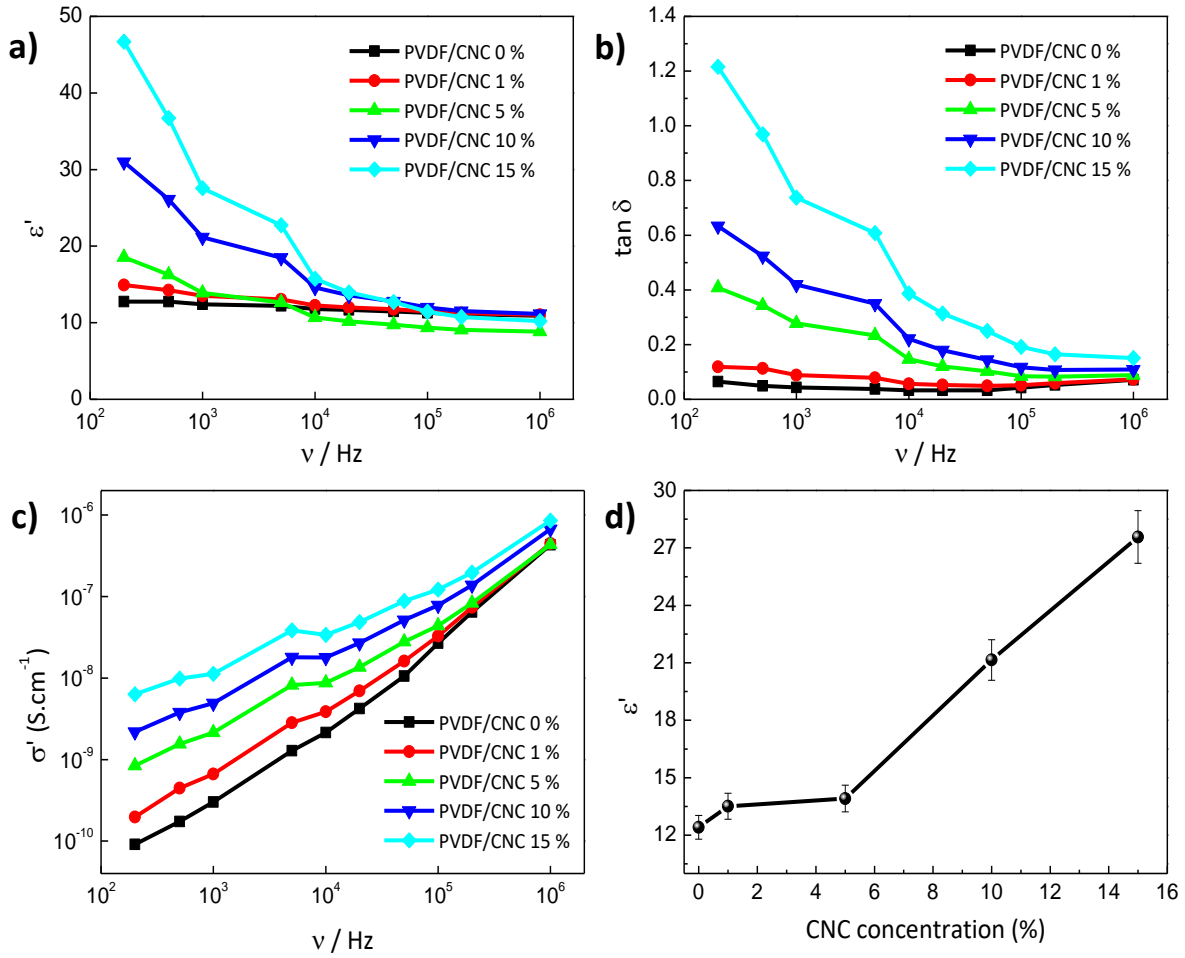 a)
50
40
30
20
10
0
ε'
PVDF/CNC 0 %
PVDF/CNC 1 %
PVDF/CNC 5 %
PVDF/CNC 10 %
PVDF/CNC 15 %
10² 10³ 10⁴ 10⁵ 10⁶
ν / Hz
b)
1.4
1.2
1.0
0.8
0.6
0.4
0.2
0.0
tan δ
PVDF/CNC 0 %
PVDF/CNC 1 %
PVDF/CNC 5 %
PVDF/CNC 10 %
PVDF/CNC 15 %
10² 10³ 10⁴ 10⁵ 10⁶
ν / Hz
c)
10⁻⁶
10⁻⁷
10⁻⁸
10⁻⁹
10⁻¹⁰
σ' (S.cm⁻¹)
PVDF/CNC 0 %
PVDF/CNC 1 %
PVDF/CNC 5 %
PVDF/CNC 10 %
PVDF/CNC 15 %
10² 10³ 10⁴ 10⁵ 10⁶
ν / Hz
d)
30
27
24
21
18
15
12
ε'
0 2 4 6 8 10 12 14 16
CNC concentration (%)